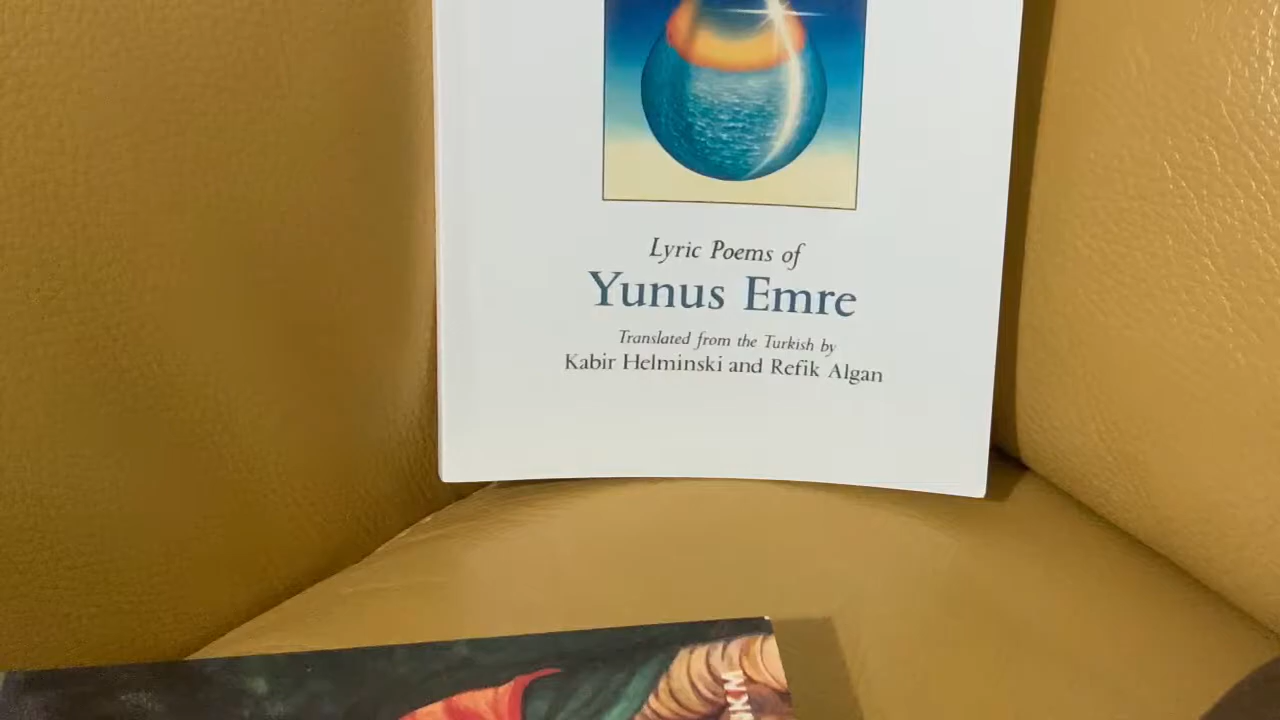 Lyric Poems of
Yunus Emre
Translated from the Turkish by
Kabir Helminski and Refik Algan